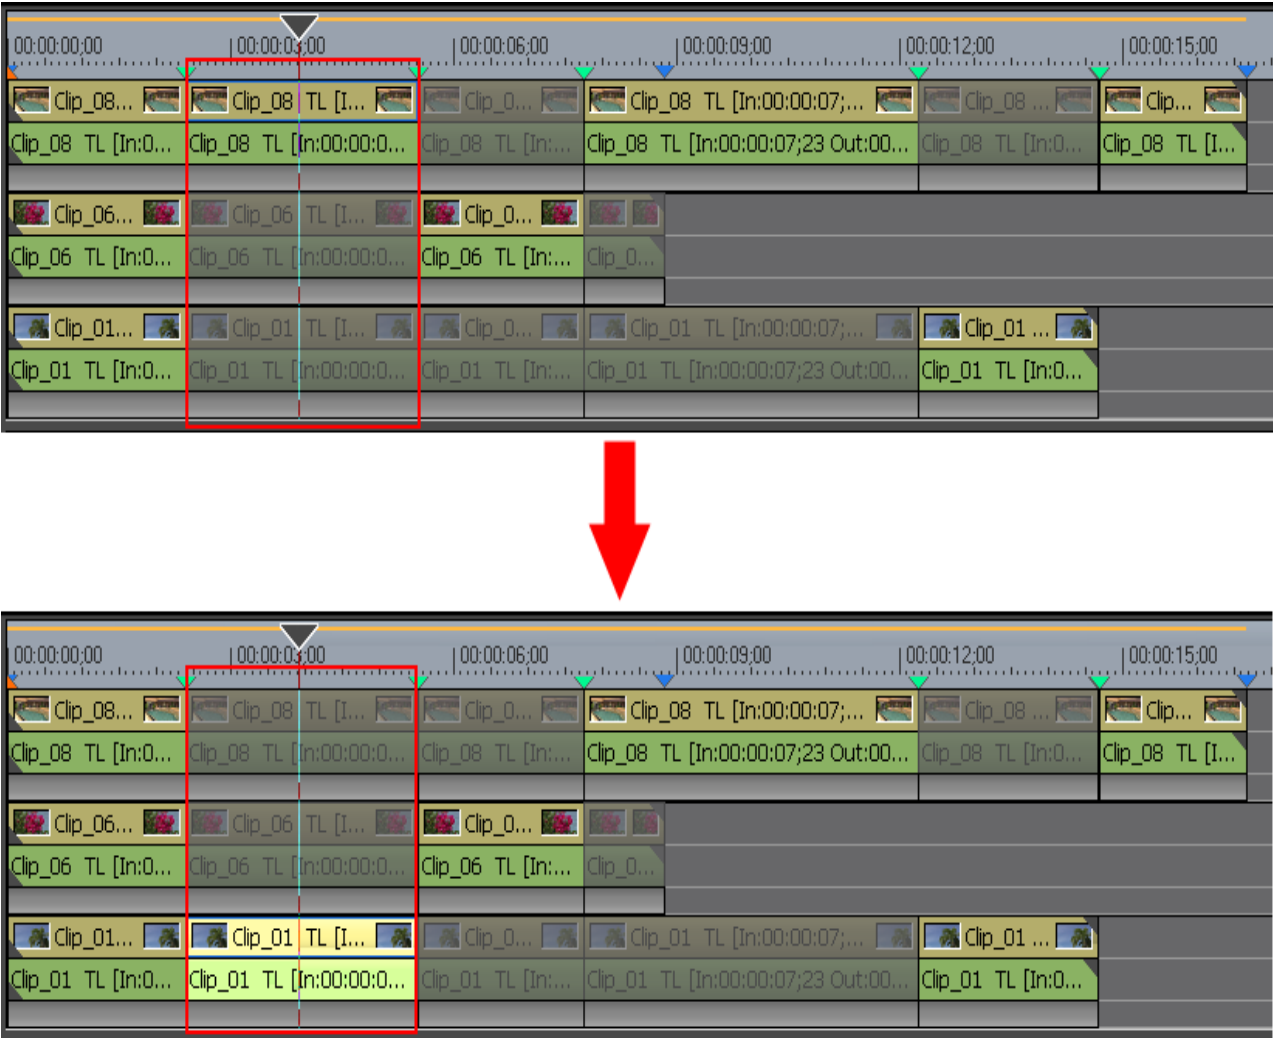 00:00:00;00 00:00:03;00 00:00:06;00 00:00:09;00 00:00:12;00 00:00:15;00
Clip_08... Clip_08 TL [I... Clip_0... Clip_08 TL [In:00:00:07;... Clip_08 ... Clip...
Clip_08 TL [In:0... Clip_08 TL [In:00:00:0... Clip_08 TL [In:... Clip_08 TL [In:00:00:07;23 Out:00... Clip_08 TL [In:0... Clip_08 TL [I...
Clip_06... Clip_06 TL [I... Clip_0...
Clip_06 TL [In:0... Clip_06 TL [In:00:00:0... Clip_06 TL [In:... Clip_0...
Clip_01... Clip_01 TL [I... Clip_0... Clip_01 TL [In:00:00:07;... Clip_01 ...
Clip_01 TL [In:0... Clip_01 TL [In:00:00:0... Clip_01 TL [In:... Clip_01 TL [In:00:00:07;23 Out:00... Clip_01 TL [In:0...
00:00:00;00 00:00:03;00 00:00:06;00 00:00:09;00 00:00:12;00 00:00:15;00
Clip_08... Clip_08 TL [I... Clip_0... Clip_08 TL [In:00:00:07;... Clip_08 ... Clip...
Clip_08 TL [In:0... Clip_08 TL [In:00:00:0... Clip_08 TL [In:... Clip_08 TL [In:00:00:07;23 Out:00... Clip_08 TL [In:0... Clip_08 TL [I...
Clip_06... Clip_06 TL [I... Clip_0...
Clip_06 TL [In:0... Clip_06 TL [In:00:00:0... Clip_06 TL [In:... Clip_0...
Clip_01... Clip_01 TL [I... Clip_0... Clip_01 TL [In:00:00:07;... Clip_01 ...
Clip_01 TL [In:0... Clip_01 TL [In:00:00:0... Clip_01 TL [In:... Clip_01 TL [In:00:00:07;23 Out:00... Clip_01 TL [In:0...